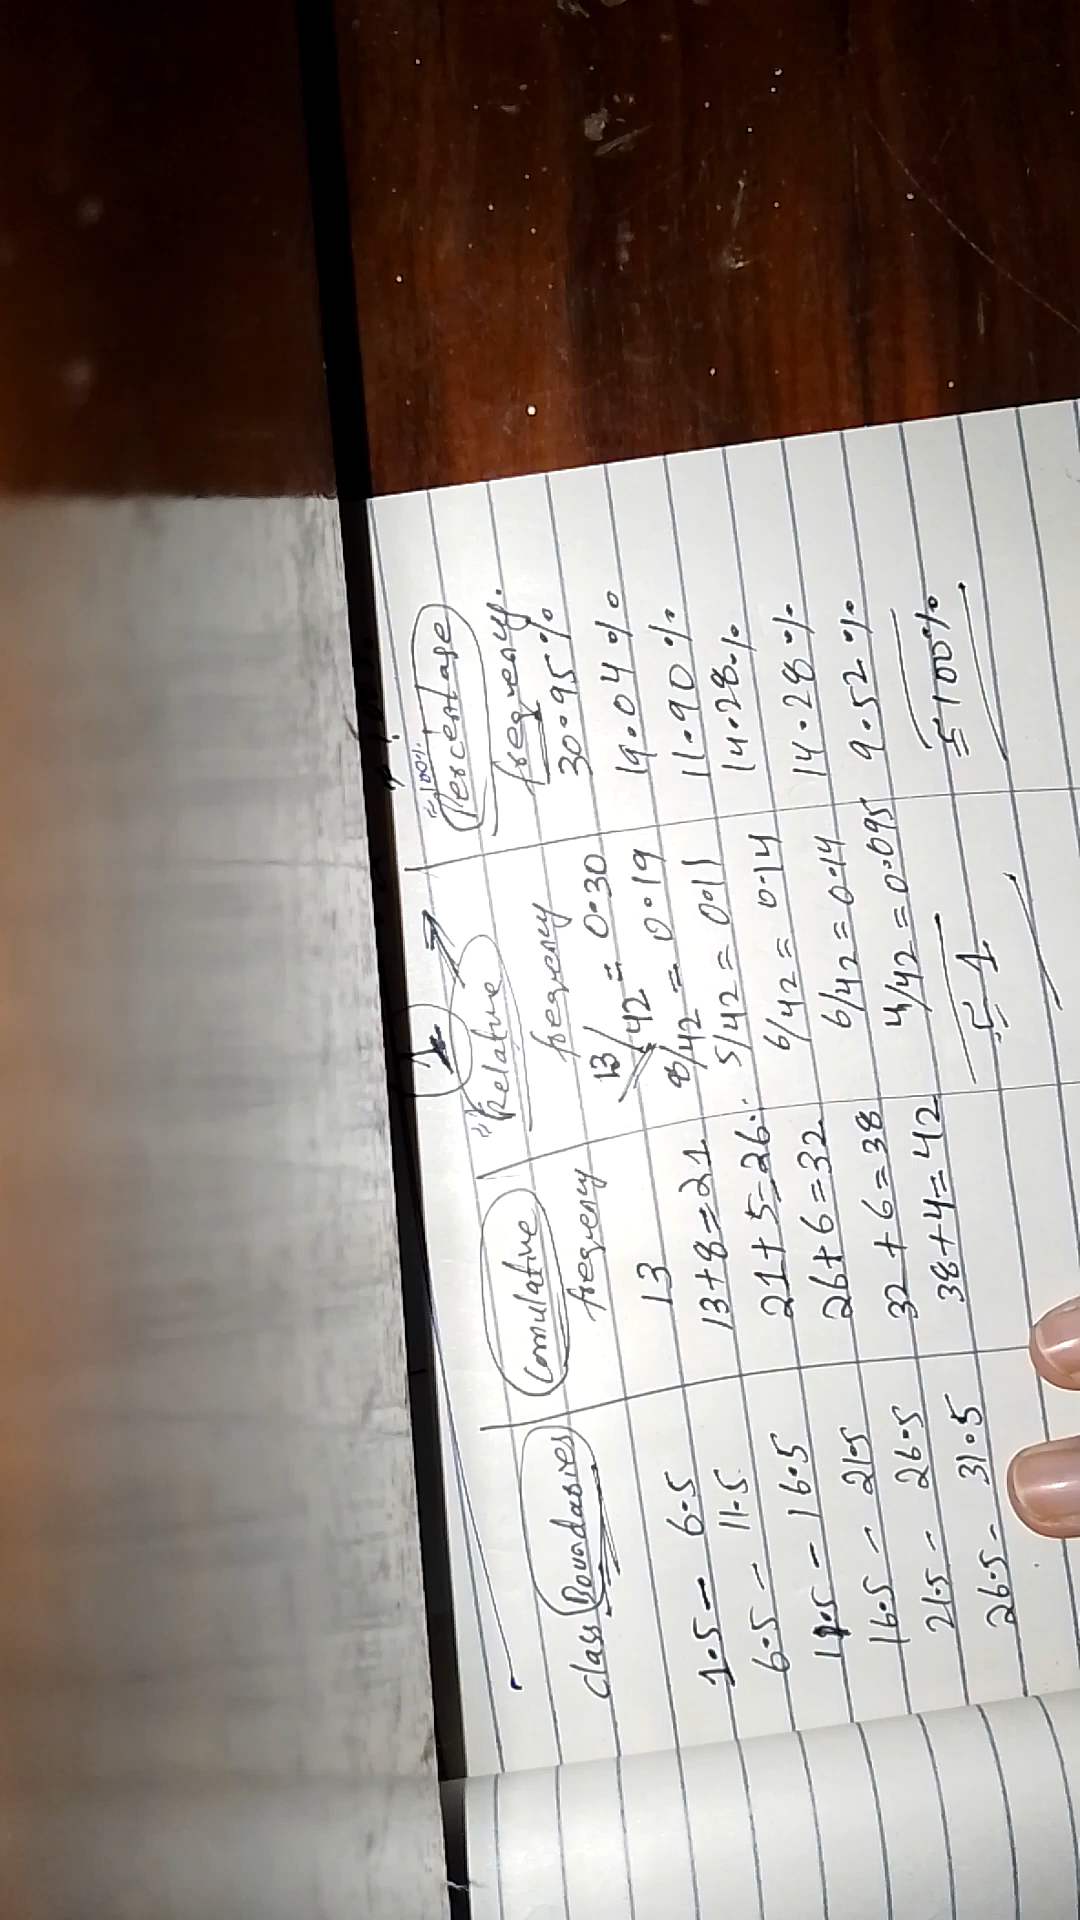 1 "100%"
Class Boundaries Comulative frequency "Relative frequency Percentage frequency.
1.5 - 6.5 13 13/42 = 0.30 30.95%
6.5 - 11.5 13+8=21 8/42 = 0.19 19.04%
11.5 - 16.5 21+5=26. 5/42 = 0.11 11.90%
16.5 - 21.5 26+6=32 6/42 = 0.14 14.28%
21.5 - 26.5 32+6=38 6/42 = 0.14 14.28%
26.5 - 31.5 38+4=42 4/42 = 0.095 9.52%
= 1 = 100%